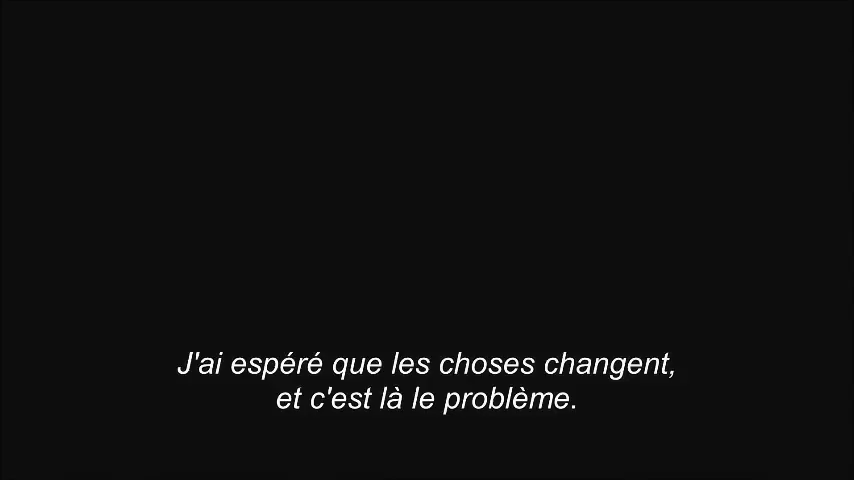 J'ai espéré que les choses changent,
et c'est là le problème.